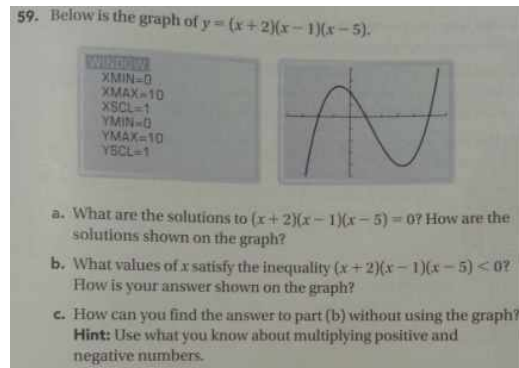 59. Below is the graph of y = (x + 2)(x − 1)(x − 5).
WINDOW
XMIN=0
XMAX=10
XSCL=1
YMIN=0
YMAX=10
YSCL=1
a. What are the solutions to (x + 2)(x − 1)(x − 5) = 0? How are the
solutions shown on the graph?
b. What values of x satisfy the inequality (x + 2)(x − 1)(x − 5) < 0?
How is your answer shown on the graph?
c. How can you find the answer to part (b) without using the graph?
Hint: Use what you know about multiplying positive and
negative numbers.